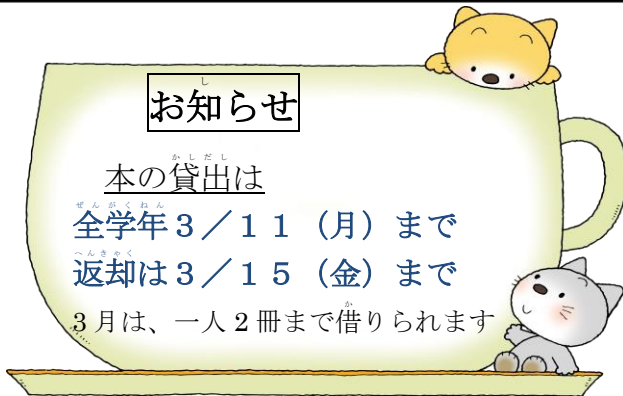 お知らせ
本の貸出は
全学年３／１１（月）まで
返却は３／１５（金）まで
３月は、一人２冊まで借りられます